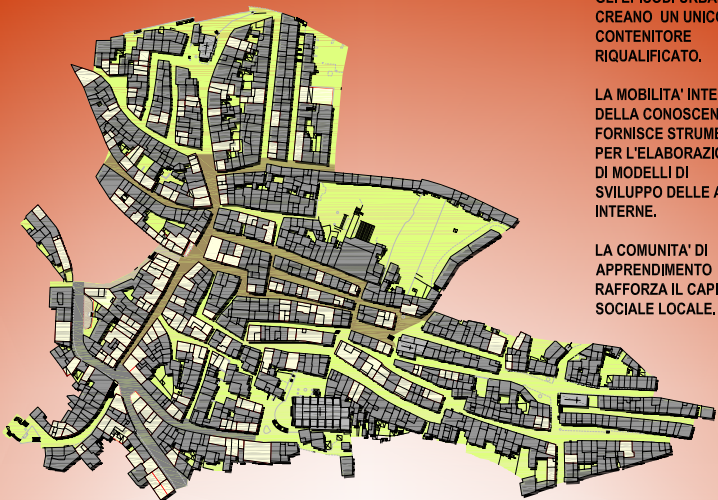 CREANO UN UNICO
CONTENITORE
RIQUALIFICATO.
LA MOBILITA' INTE
DELLA CONOSCEN
FORNISCE STRUME
PER L'ELABORAZIO
DI MODELLI DI
SVILUPPO DELLE A
INTERNE.
LA COMUNITA' DI
APPRENDIMENTO
RAFFORZA IL CAPI
SOCIALE LOCALE.